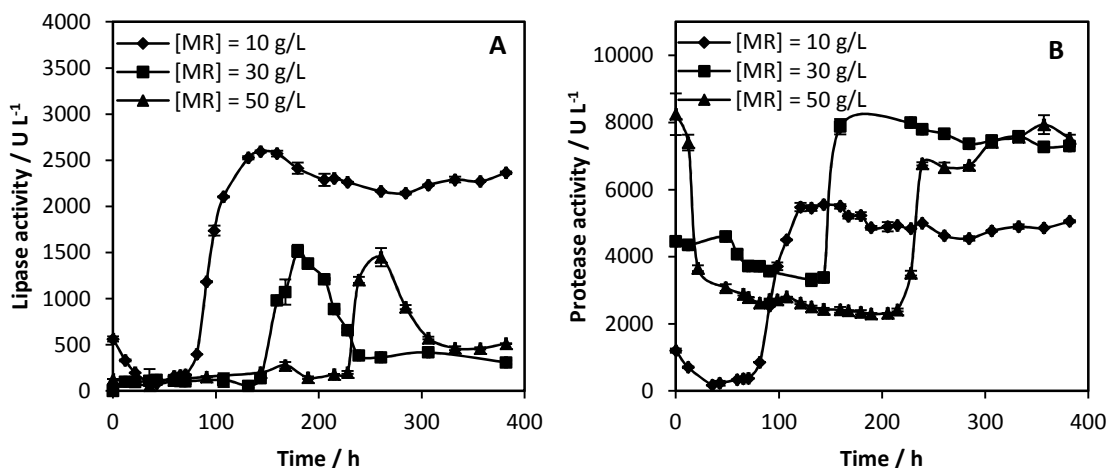 A
[MR] = 10 g/L
[MR] = 30 g/L
[MR] = 50 g/L
Lipase activity / U L⁻¹
4000
3500
3000
2500
2000
1500
1000
500
0
0 100 200 300 400
Time / h
B
[MR] = 10 g/L
[MR] = 30 g/L
[MR] = 50 g/L
Protease activity / U L⁻¹
10000
8000
6000
4000
2000
0
0 100 200 300 400
Time / h